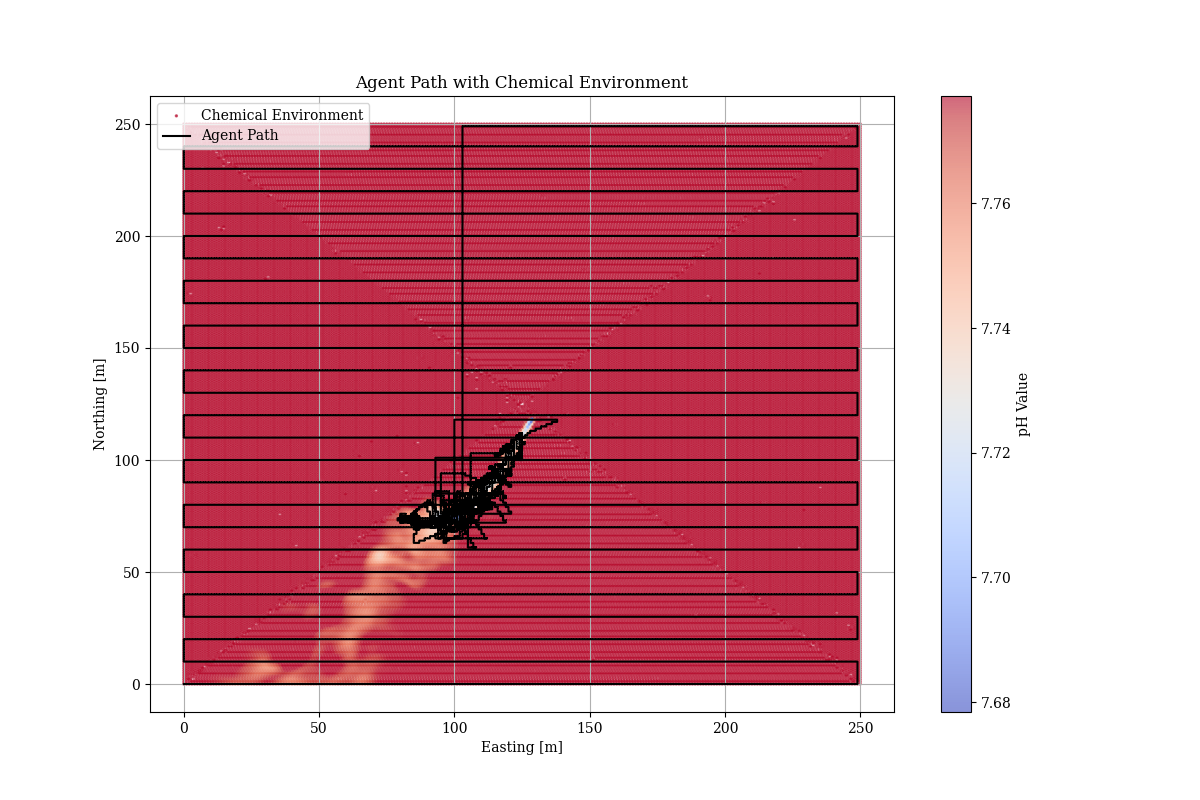 Agent Path with Chemical Environment
Chemical Environment
Agent Path
250
200
150
100
50
0
Northing [m]
0
50
100
150
200
250
Easting [m]
7.76
7.74
7.72
7.70
7.68
pH Value